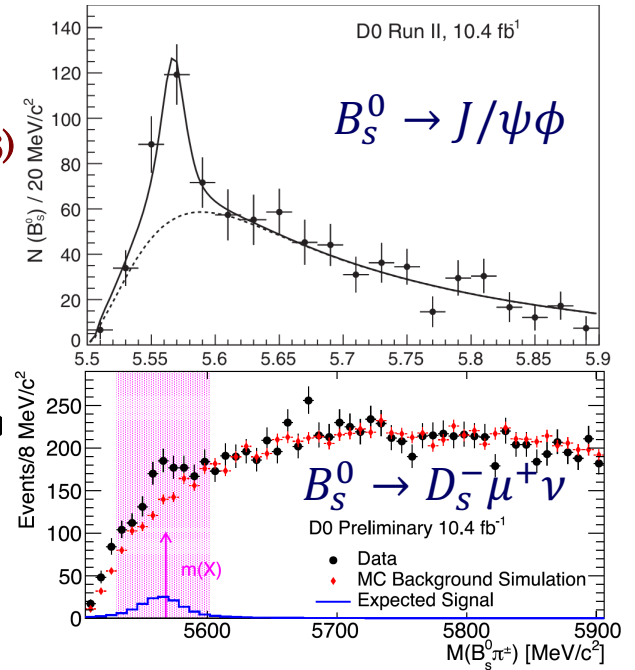 140
120
100
80
60
40
20
0
N (B⁰ₛ) / 20 MeV/c²
D0 Run II, 10.4 fb⁻¹
B⁰ₛ → J/ψϕ
5.5 5.55 5.6 5.65 5.7 5.75 5.8 5.85 5.9
250
200
150
100
50
0
Events/8 MeV/c²
B⁰ₛ → D⁻ₛ μ⁺ν
D0 Preliminary 10.4 fb⁻¹
Data
m(X)
MC Background Simulation
Expected Signal
5600 5700 5800 5900
M(B⁰ₛπ±) [MeV/c²]